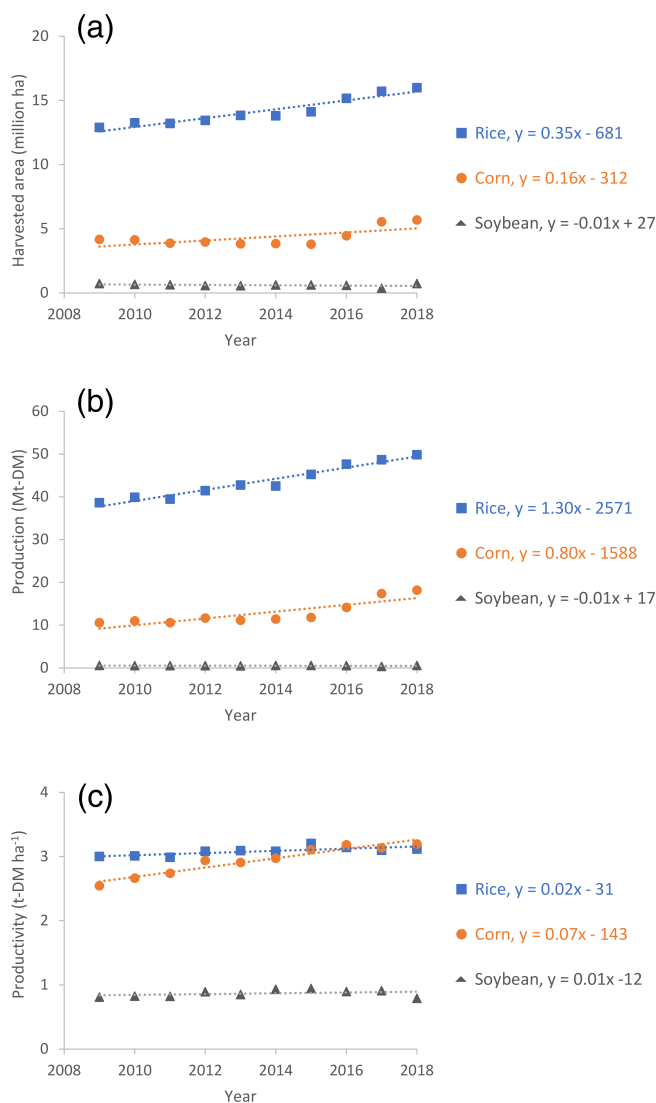 (a)
20
15
10
5
0
Harvested area (million ha)
2008 2010 2012 2014 2016 2018
Year
Rice, y = 0.35x - 681
Corn, y = 0.16x - 312
Soybean, y = -0.01x + 27
(b)
60
50
40
30
20
10
0
Production (Mt-DM)
2008 2010 2012 2014 2016 2018
Year
Rice, y = 1.30x - 2571
Corn, y = 0.80x - 1588
Soybean, y = -0.01x + 17
(c)
4
3
2
1
0
Productivity (t-DM ha⁻¹)
2008 2010 2012 2014 2016 2018
Year
Rice, y = 0.02x - 31
Corn, y = 0.07x - 143
Soybean, y = 0.01x -12